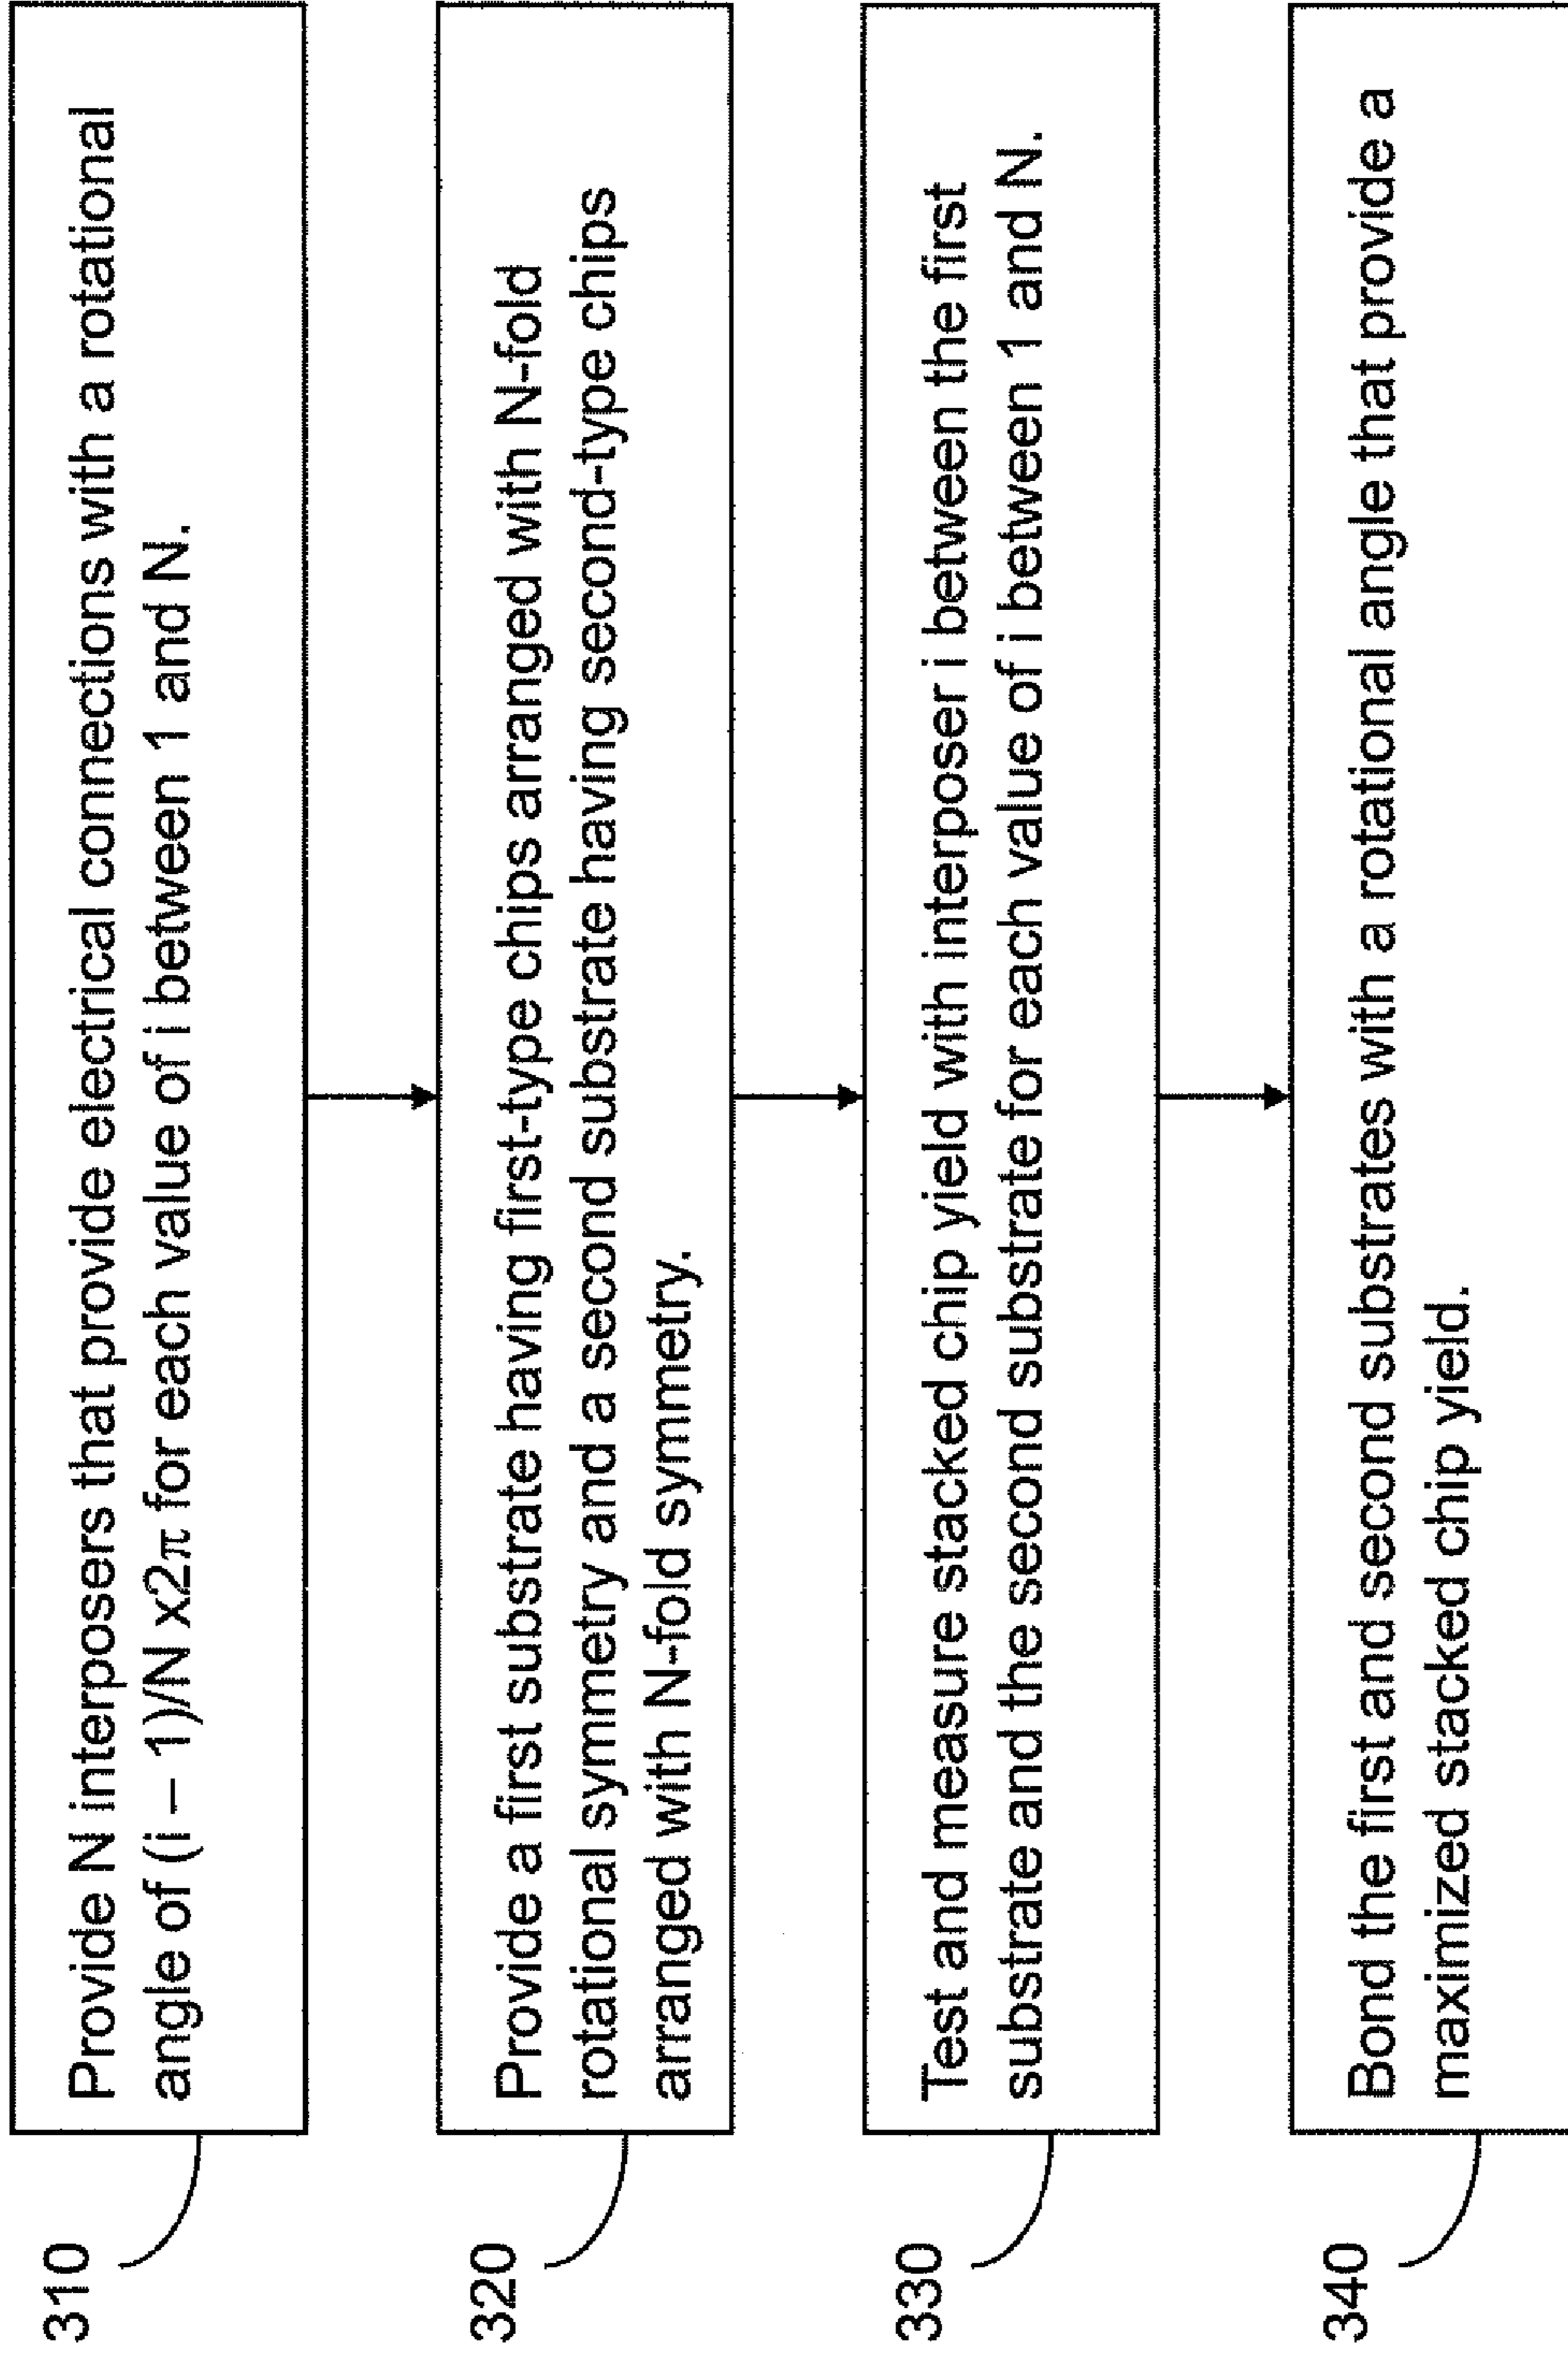 310
Provide N interposers that provide electrical connections with a rotational
angle of (i – 1)/N x2π for each value of i between 1 and N.
320
Provide a first substrate having first-type chips arranged with N-fold
rotational symmetry and a second substrate having second-type chips
arranged with N-fold symmetry.
330
Test and measure stacked chip yield with interposer i between the first
substrate and the second substrate for each value of i between 1 and N.
340
Bond the first and second substrates with a rotational angle that provide a
maximized stacked chip yield.